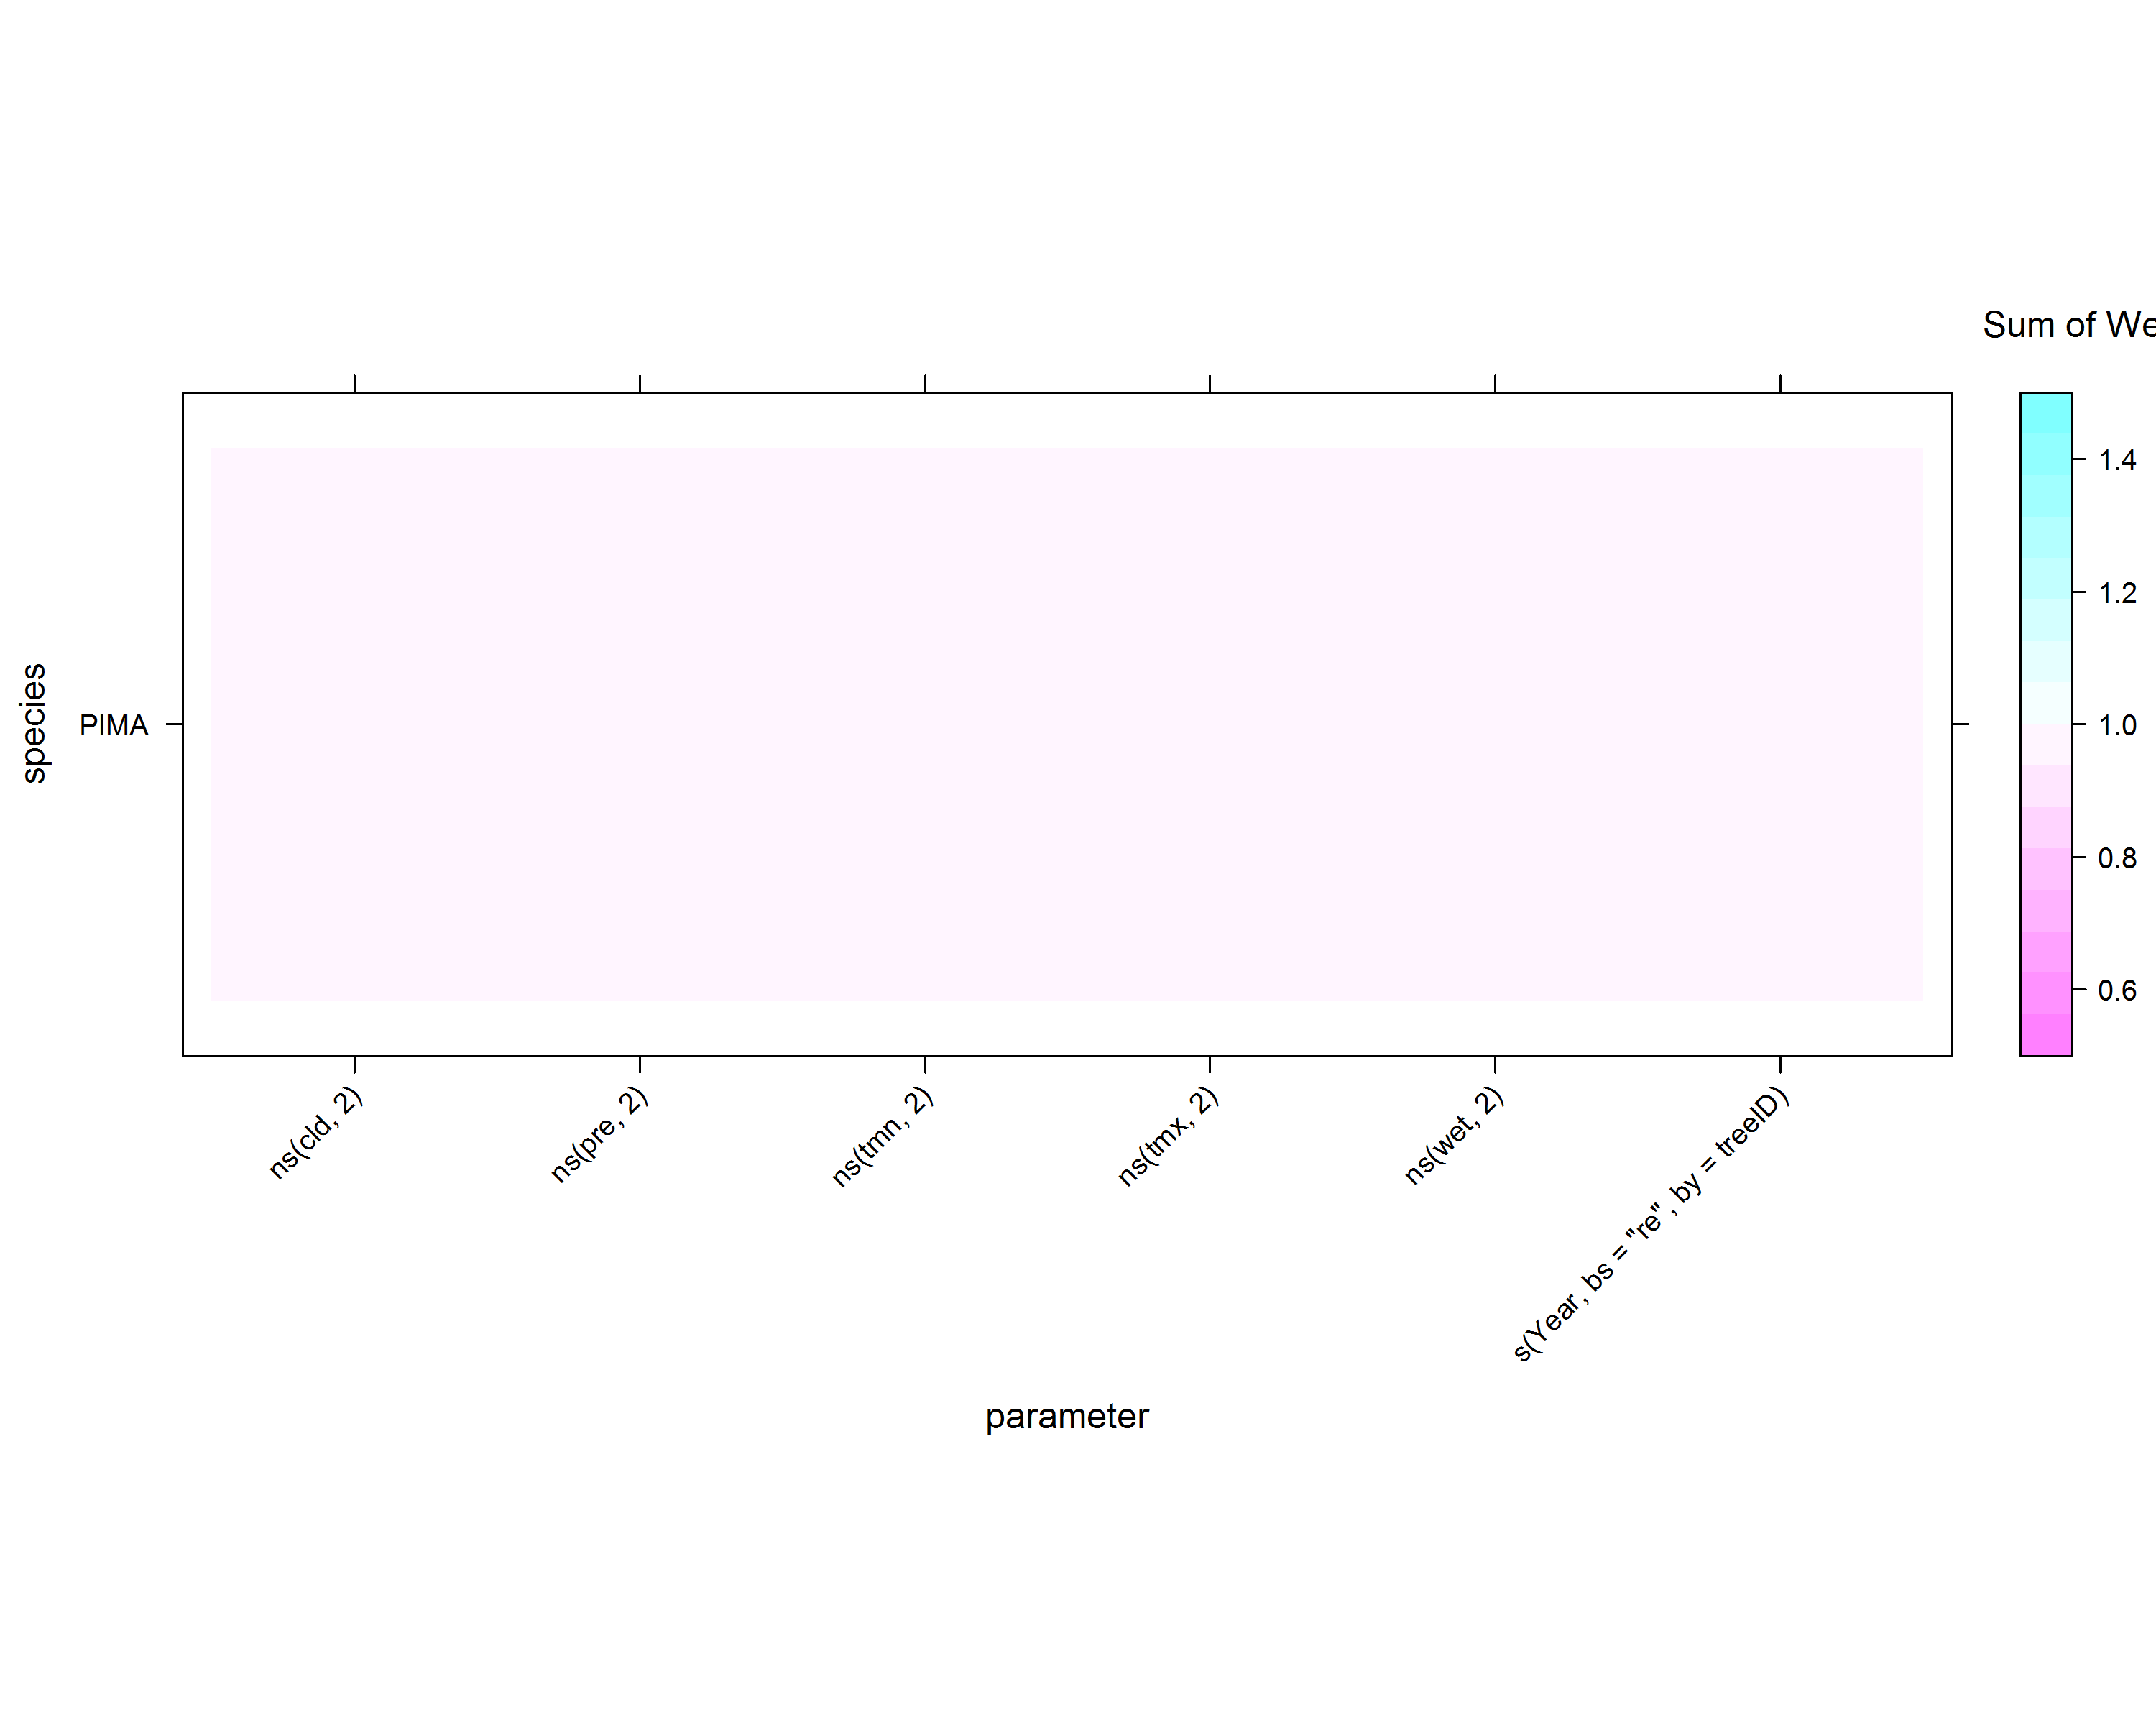 Sum of We
1.4
1.2
1.0
0.8
0.6
species
PIMA
ns(cld, 2)
ns(pre, 2)
ns(tmn, 2)
ns(tmx, 2)
ns(wet, 2)
s(Year, bs = "re", by = treeID)
parameter